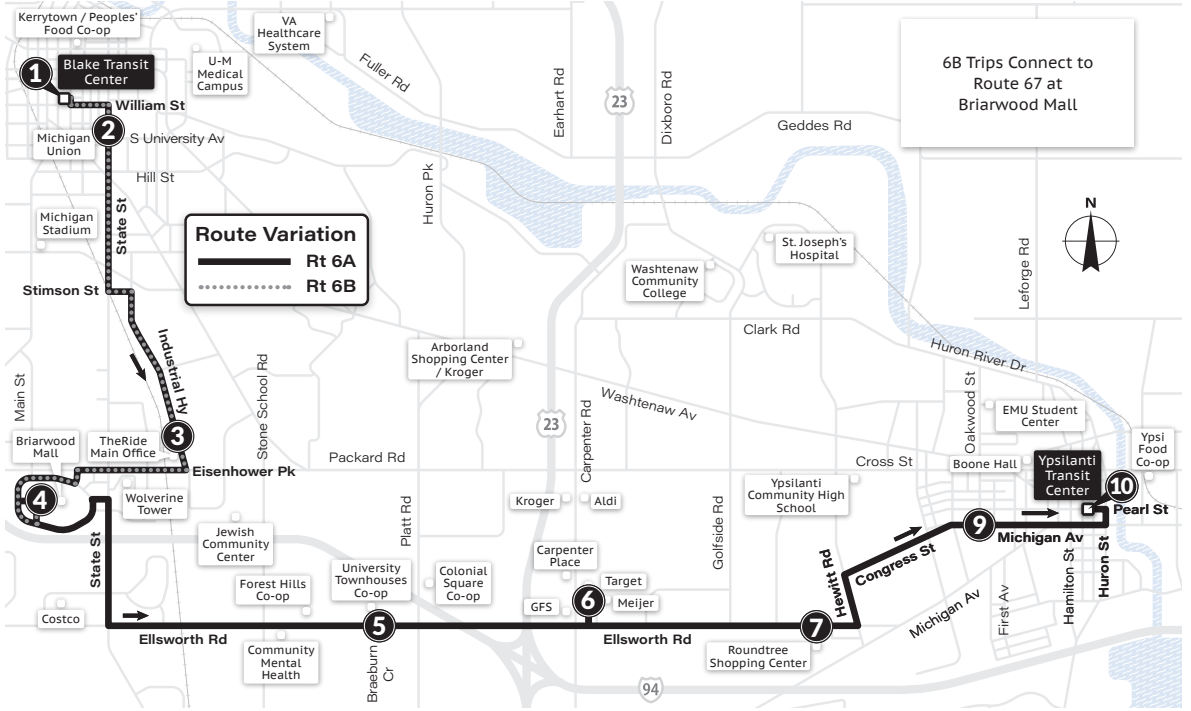 Kerrytown / Peoples'
Food Co-op
VA
Healthcare
System
1
Blake Transit
Center
U-M
Medical
Campus
Fuller Rd
Earhart Rd
23
Dixboro Rd
6B Trips Connect to
Route 67 at
Briarwood Mall
William St
2
Michigan
Union
S University Av
Geddes Rd
Hill St
Huron Pk
Michigan
Stadium
State St
Route Variation
Rt 6A
Rt 6B
N
St. Joseph's
Hospital
Washtenaw
Community
College
Leforge Rd
Stimson St
Clark Rd
Industrial Hy
Arborland
Shopping Center
/ Kroger
Huron River Dr
Main St
Stone School Rd
Washtenaw Av
Oakwood St
23
Carpenter Rd
EMU Student
Center
3
Briarwood
Mall
TheRide
Main Office
Packard Rd
Cross St
Boone Hall
Ypsilanti
Transit
Center
Ypsi
Food
Co-op
Eisenhower Pk
4
Wolverine
Tower
Kroger
Aldi
Ypsilanti
Community High
School
10
Pearl St
Platt Rd
Golfside Rd
9
Michigan Av
Jewish
Community
Center
State St
Carpenter
Place
Hewitt Rd
Congress St
Hamilton St
Huron St
Forest Hills
Co-op
University
Townhouses
Co-op
Colonial
Square
Co-op
Target
6
GFS
Meijer
Michigan Av
First Av
Costco
Ellsworth Rd
5
Ellsworth Rd
7
Community
Mental
Health
Braeburn
Cr
Roundtree
Shopping Center
94